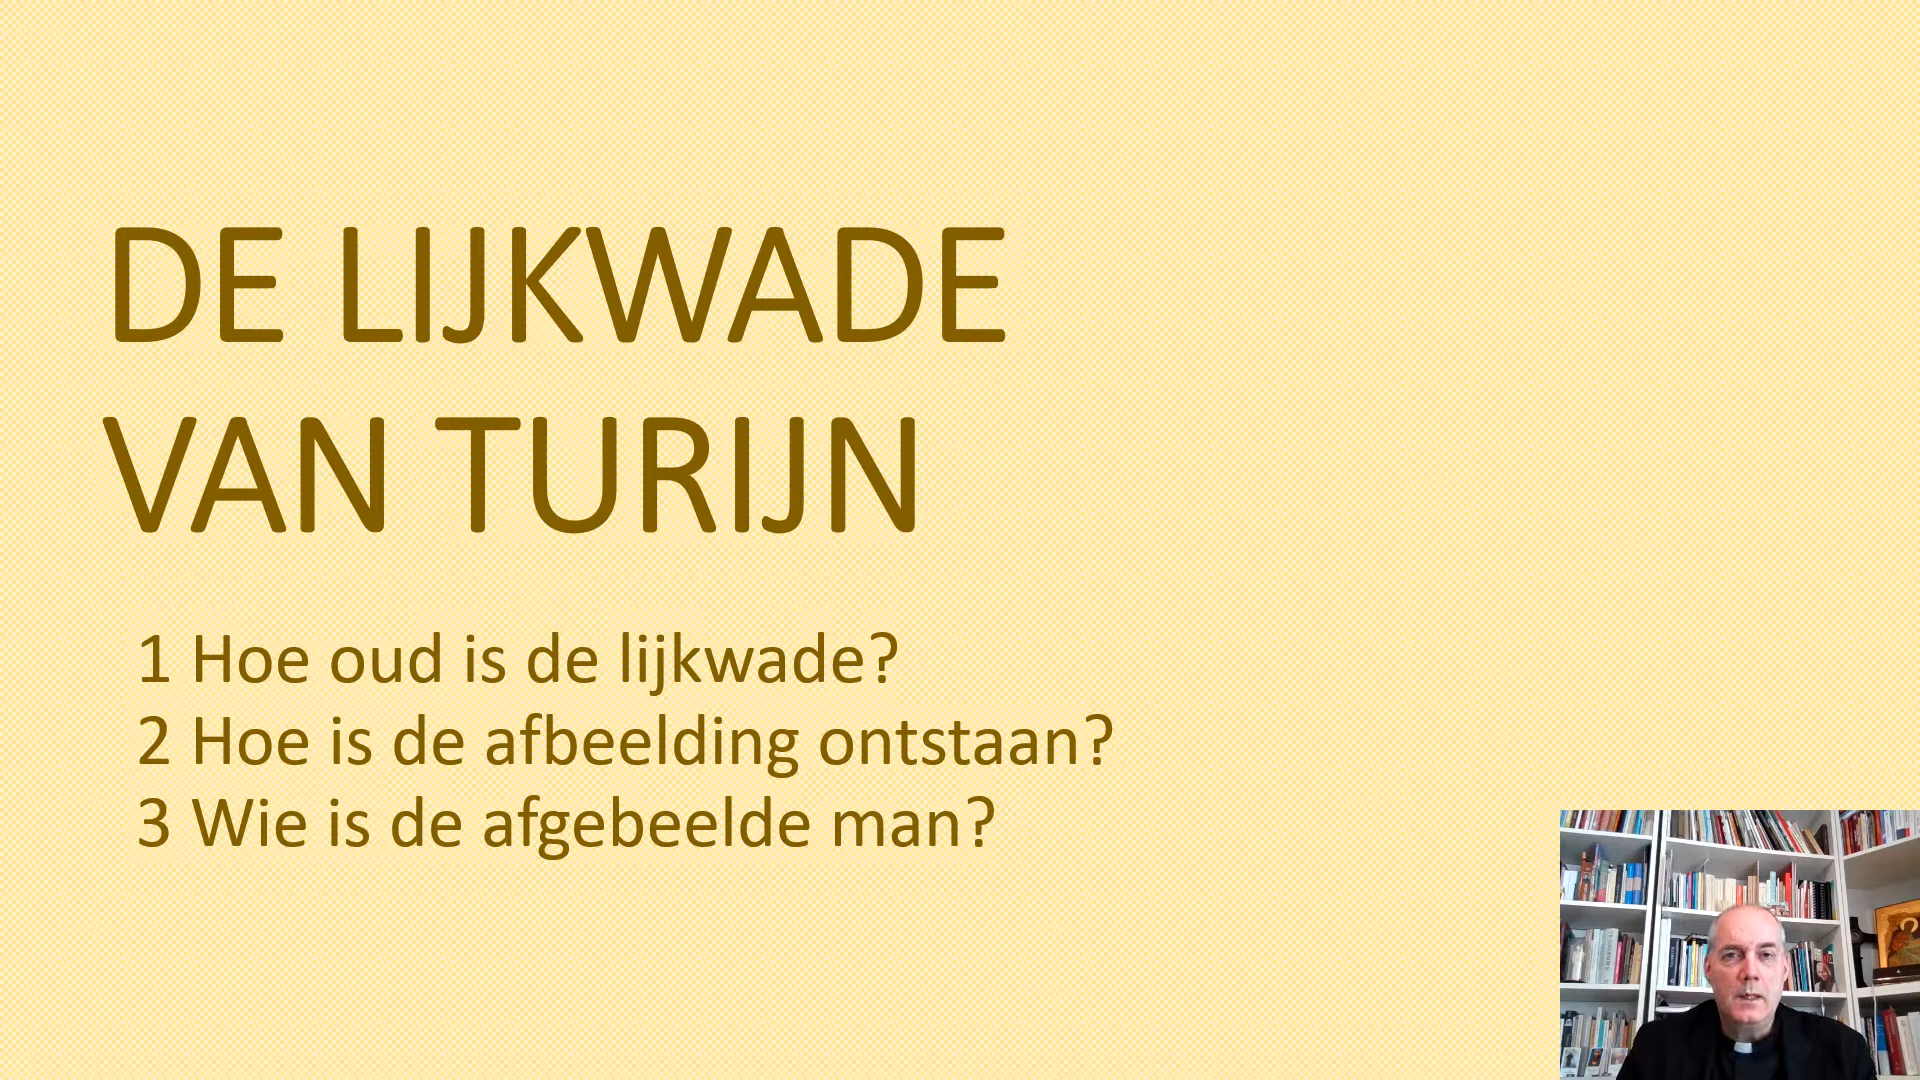 DE LIJKWADE
VAN TURIJN
1 Hoe oud is de lijkwade?
2 Hoe is de afbeelding ontstaan?
3 Wie is de afgebeelde man?